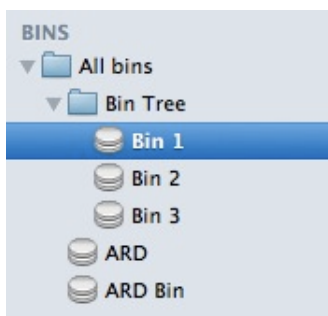 BINS
All bins
Bin Tree
Bin 1
Bin 2
Bin 3
ARD
ARD Bin